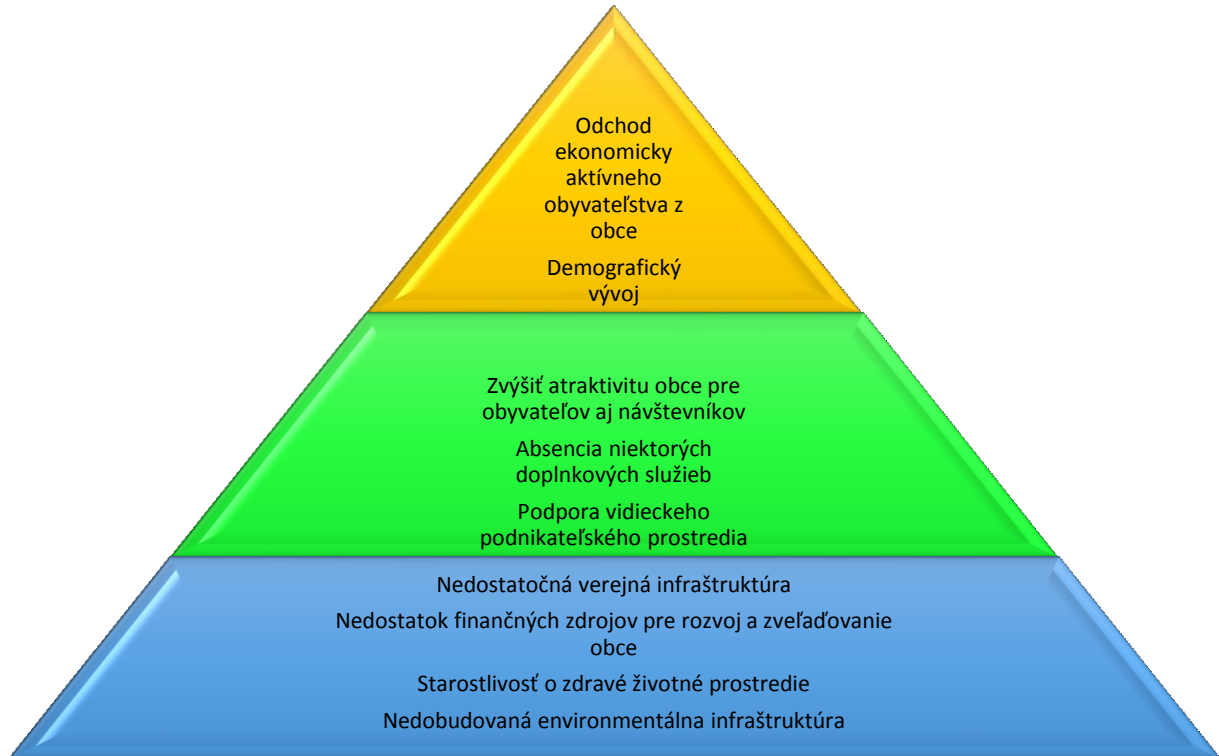 Odchod
ekonomicky
aktívneho
obyvateľstva z
obce
Demografický
vývoj
Zvýšiť atraktivitu obce pre
obyvateľov aj návštevníkov
Absencia niektorých
doplnkových služieb
Podpora vidieckeho
podnikateľského prostredia
Nedostatočná verejná infraštruktúra
Nedostatok finančných zdrojov pre rozvoj a zveľaďovanie
obce
Starostlivosť o zdravé životné prostredie
Nedobudovaná environmentálna infraštruktúra